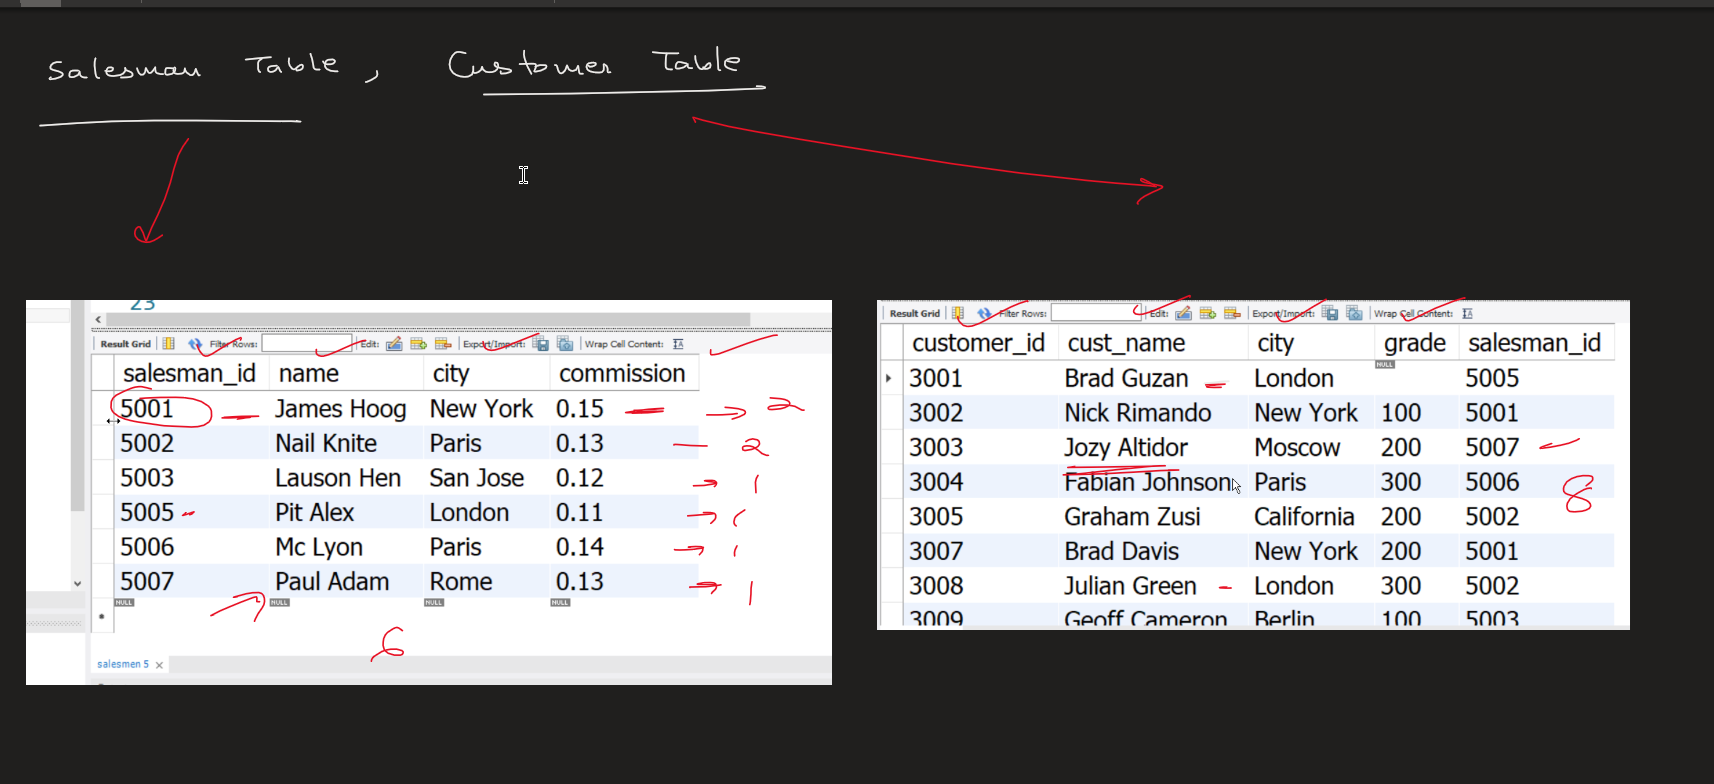 Salesman Table, Customer Table
23
Result Grid Filter Rows: Edit: Export/Import: Wrap Cell Content:
salesman_id name city commission
5001 James Hoog New York 0.15 → 2
5002 Nail Knite Paris 0.13 — 2
5003 Lauson Hen San Jose 0.12 → 1
5005 Pit Alex London 0.11 → 1
5006 Mc Lyon Paris 0.14 → 1
5007 Paul Adam Rome 0.13 → 1
NULL NULL NULL NULL
6
salesmen 5
Result Grid Filter Rows: Edit: Export/Import: Wrap Cell Content:
customer_id cust_name city grade salesman_id
3001 Brad Guzan London NULL 5005
3002 Nick Rimando New York 100 5001
3003 Jozy Altidor Moscow 200 5007
3004 Fabian Johnson Paris 300 5006
8
3005 Graham Zusi California 200 5002
3007 Brad Davis New York 200 5001
3008 Julian Green London 300 5002
3009 Geoff Cameron Berlin 100 5003